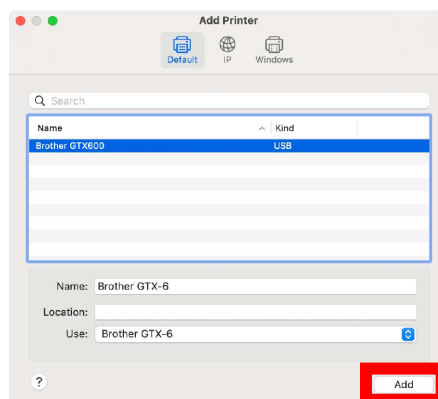 Add Printer
Default IP Windows
Search
Name Kind
Brother GTX600 USB
Name: Brother GTX-6
Location:
Use: Brother GTX-6
? Add